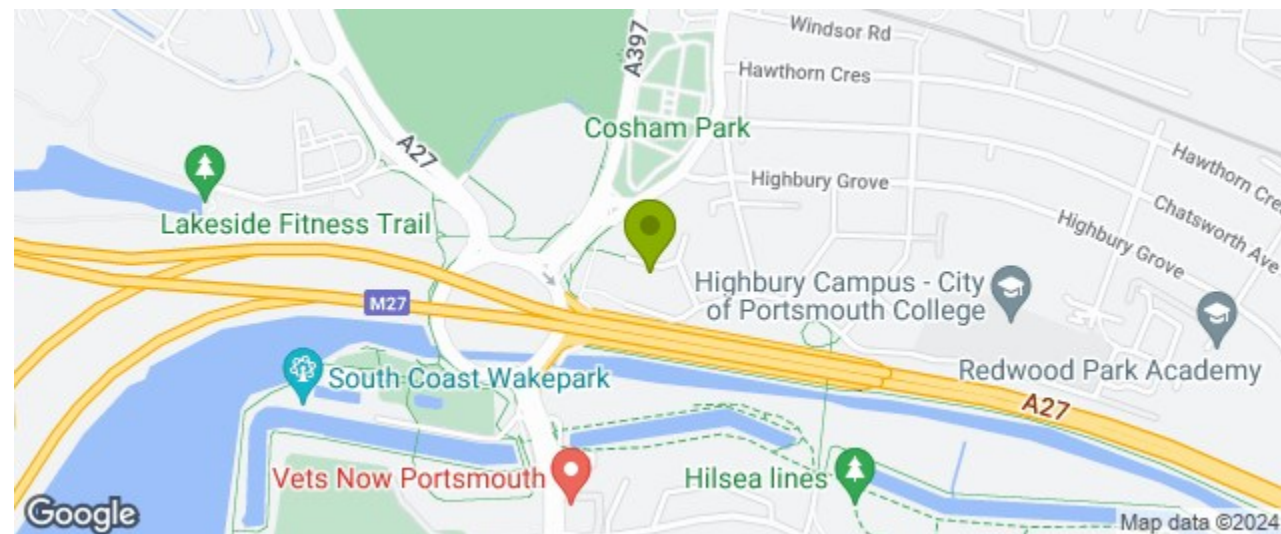 Windsor Rd
A397
Hawthorn Cres
Cosham Park
A27
Hawthorn Cres
Highbury Grove
Chatsworth Ave
Lakeside Fitness Trail
Highbury Grove
Highbury Campus - City
of Portsmouth College
M27
Redwood Park Academy
South Coast Wakepark
A27
Vets Now Portsmouth
Hilsea lines
Google
Map data ©2024